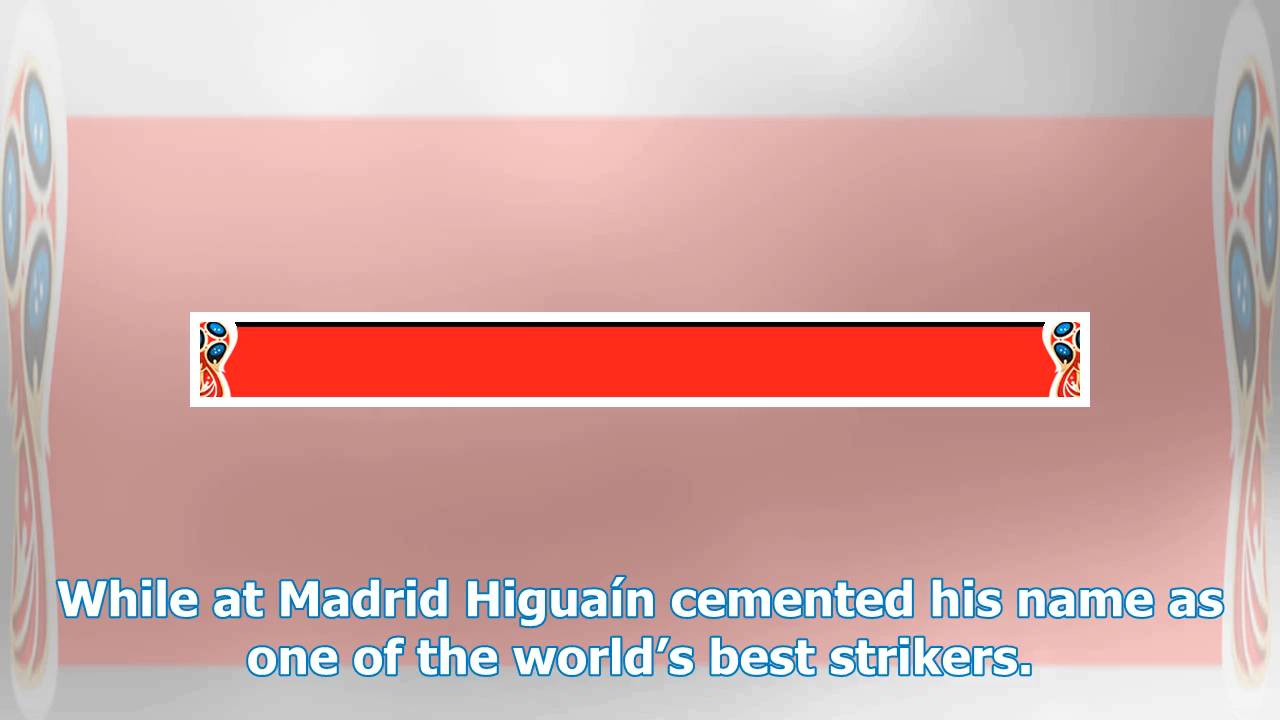 While at Madrid Higuaín cemented his name as
one of the world’s best strikers.